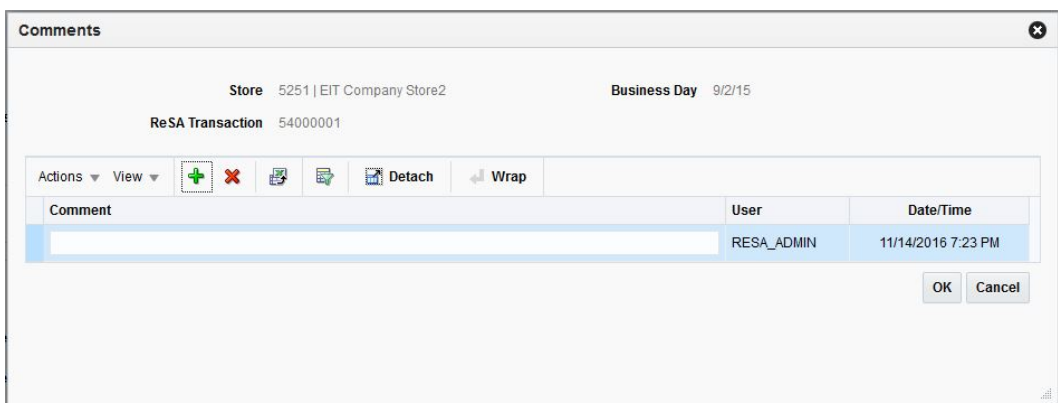 Comments
Store 5251 | EIT Company Store2 Business Day 9/2/15
ReSA Transaction 54000001
Actions View Detach Wrap
Comment User Date/Time
RESA_ADMIN 11/14/2016 7:23 PM
OK Cancel